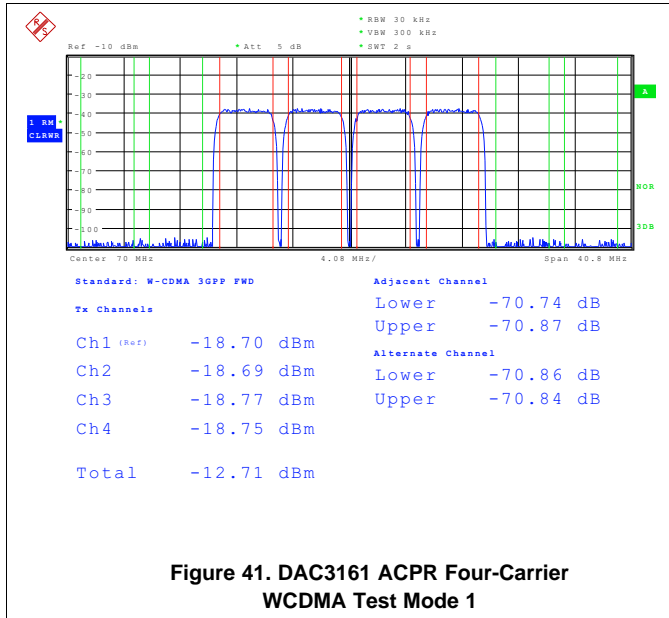 R S
* RBW 30 kHz
* VBW 300 kHz
Ref -10 dBm * Att 5 dB * SWT 2 s
-20
A
-30
-40
1 RM *
CLRWR
-50
-60
-70
-80
NOR
-90
3DB
-100
Center 70 MHz 4.08 MHz/ Span 40.8 MHz
Standard: W-CDMA 3GPP FWD
Tx Channels
Ch1 (Ref) -18.70 dBm
Ch2 -18.69 dBm
Ch3 -18.77 dBm
Ch4 -18.75 dBm
Total -12.71 dBm
Adjacent Channel
Lower -70.74 dB
Upper -70.87 dB
Alternate Channel
Lower -70.86 dB
Upper -70.84 dB
Figure 41. DAC3161 ACPR Four-Carrier
WCDMA Test Mode 1